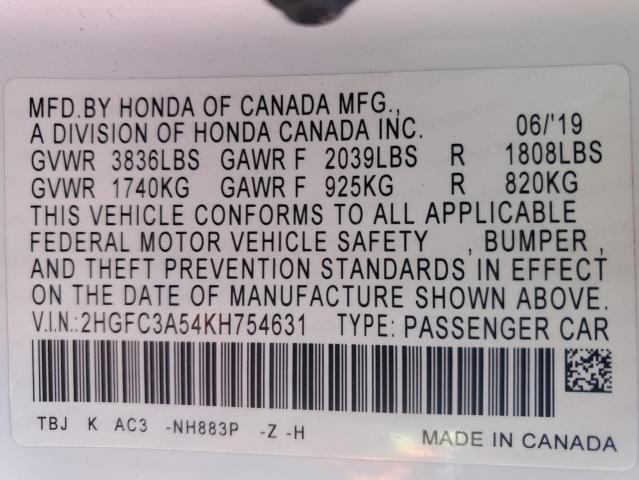 MFD.BY HONDA OF CANADA MFG.,
A DIVISION OF HONDA CANADA INC. 06/'19
GVWR 3836LBS GAWR F 2039LBS R 1808LBS
GVWR 1740KG GAWR F 925KG R 820KG
THIS VEHICLE CONFORMS TO ALL APPLICABLE
FEDERAL MOTOR VEHICLE SAFETY , BUMPER ,
AND THEFT PREVENTION STANDARDS IN EFFECT
ON THE DATE OF MANUFACTURE SHOWN ABOVE.
V.I.N.:2HGFC3A54KH754631 TYPE: PASSENGER CAR
TBJ K AC3 -NH883P -Z -H
MADE IN CANADA